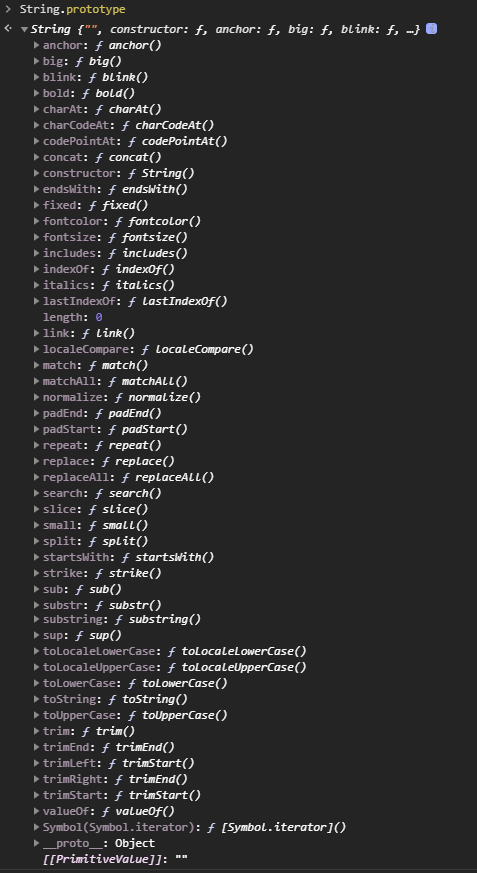 > String.prototype
String {"", constructor: ƒ, anchor: ƒ, big: ƒ, blink: ƒ, …} i
anchor: ƒ anchor()
big: ƒ big()
blink: ƒ blink()
bold: ƒ bold()
charAt: ƒ charAt()
charCodeAt: ƒ charCodeAt()
codePointAt: ƒ codePointAt()
concat: ƒ concat()
constructor: ƒ String()
endsWith: ƒ endsWith()
fixed: ƒ fixed()
fontcolor: ƒ fontcolor()
fontsize: ƒ fontsize()
includes: ƒ includes()
indexOf: ƒ indexOf()
italics: ƒ italics()
lastIndexOf: ƒ lastIndexOf()
length: 0
link: ƒ link()
localeCompare: ƒ localeCompare()
match: ƒ match()
matchAll: ƒ matchAll()
normalize: ƒ normalize()
padEnd: ƒ padEnd()
padStart: ƒ padStart()
repeat: ƒ repeat()
replace: ƒ replace()
replaceAll: ƒ replaceAll()
search: ƒ search()
slice: ƒ slice()
small: ƒ small()
split: ƒ split()
startsWith: ƒ startsWith()
strike: ƒ strike()
sub: ƒ sub()
substr: ƒ substr()
substring: ƒ substring()
sup: ƒ sup()
toLocaleLowerCase: ƒ toLocaleLowerCase()
toLocaleUpperCase: ƒ toLocaleUpperCase()
toLowerCase: ƒ toLowerCase()
toString: ƒ toString()
toUpperCase: ƒ toUpperCase()
trim: ƒ trim()
trimEnd: ƒ trimEnd()
trimLeft: ƒ trimStart()
trimRight: ƒ trimEnd()
trimStart: ƒ trimStart()
valueOf: ƒ valueOf()
Symbol(Symbol.iterator): ƒ [Symbol.iterator]()
__proto__: Object
[[PrimitiveValue]]: ""